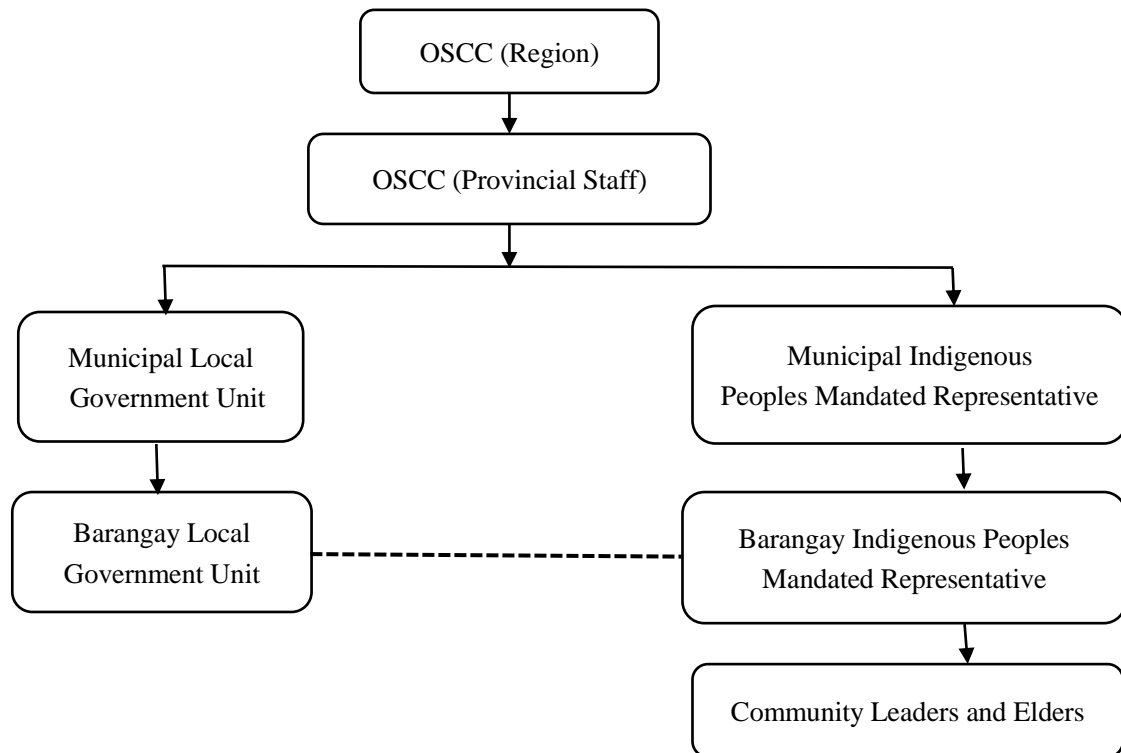 OSCC (Region)
OSCC (Provincial Staff)
Municipal Local
Government Unit
Municipal Indigenous
Peoples Mandated Representative
Barangay Local
Government Unit
Barangay Indigenous Peoples
Mandated Representative
Community Leaders and Elders